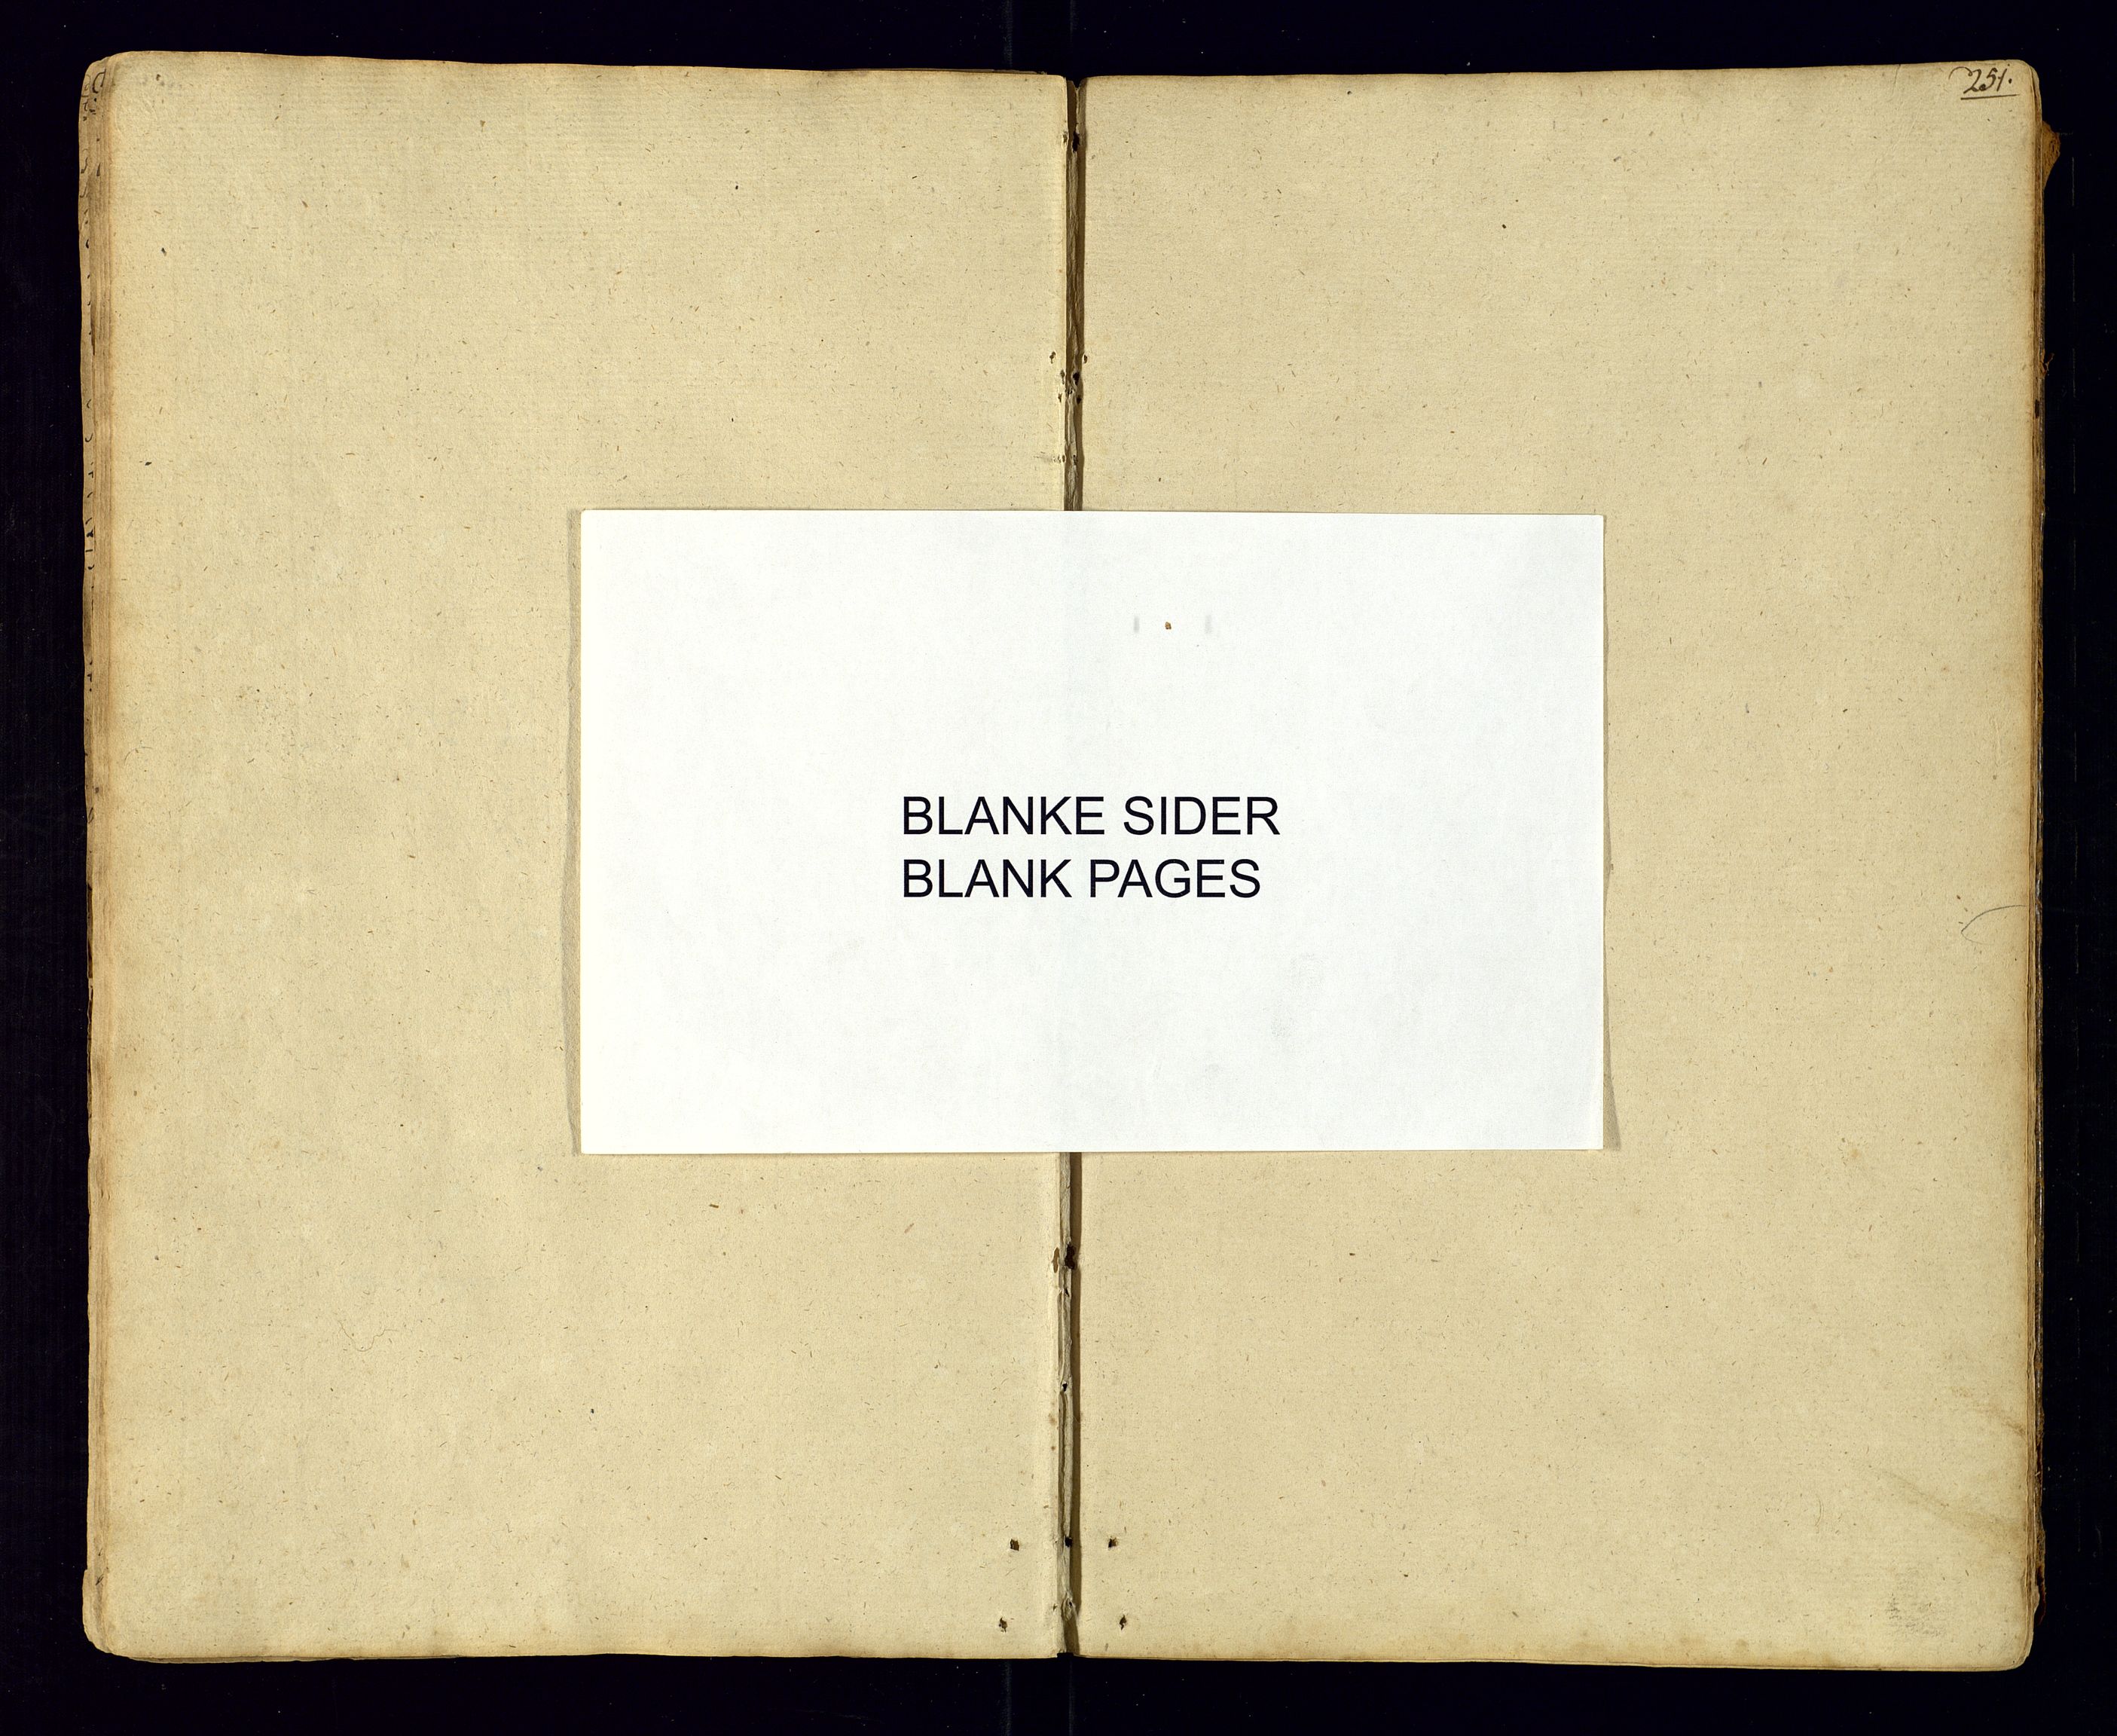 251.
BLANKE SIDER
BLANK PAGES